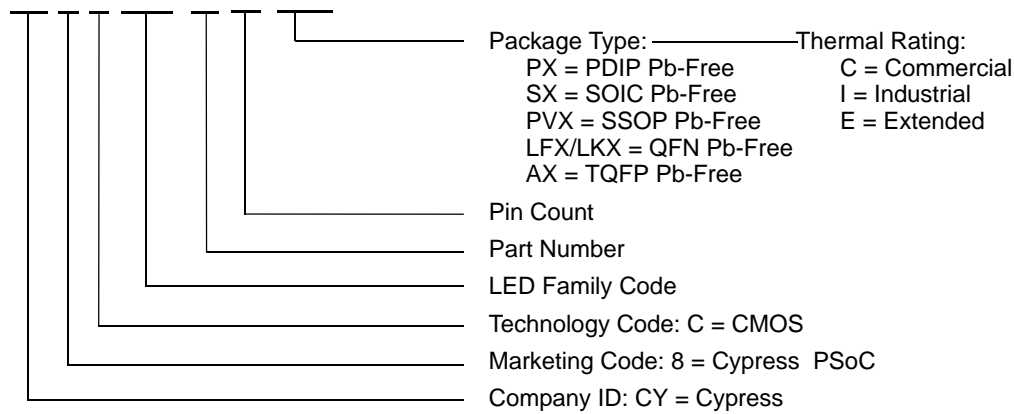 Package Type: Thermal Rating:
PX = PDIP Pb-Free C = Commercial
SX = SOIC Pb-Free I = Industrial
PVX = SSOP Pb-Free E = Extended
LFX/LKX = QFN Pb-Free
AX = TQFP Pb-Free
Pin Count
Part Number
LED Family Code
Technology Code: C = CMOS
Marketing Code: 8 = Cypress PSoC
Company ID: CY = Cypress